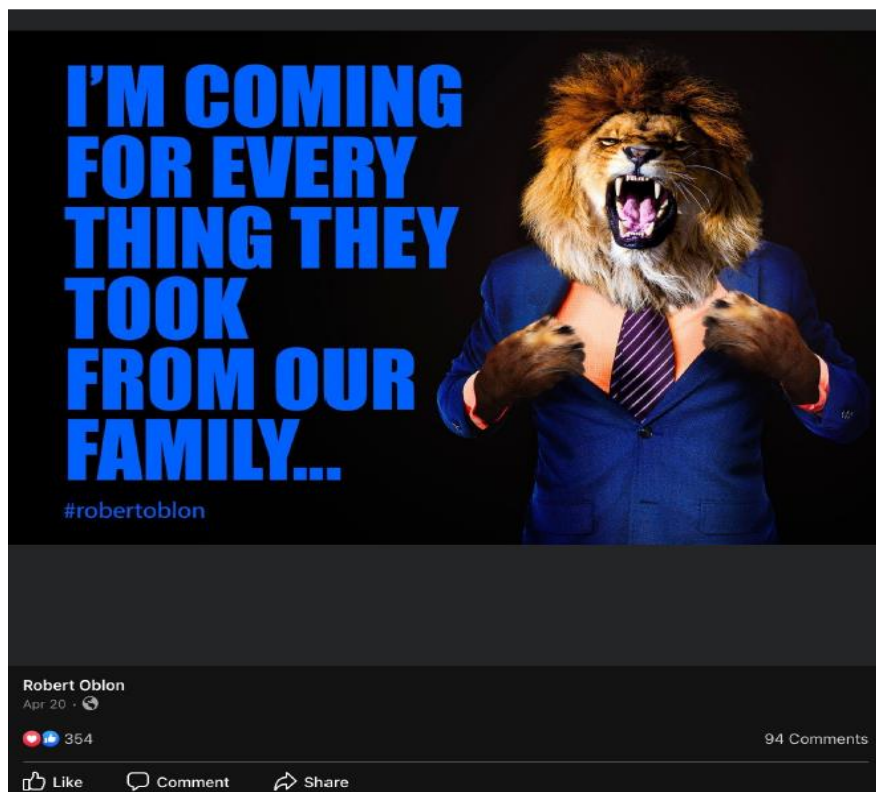 I'M COMING
FOR EVERY
THING THEY
TOOK
FROM OUR
FAMILY...
#robertoblon
Robert Oblon
Apr 20 ·
354
94 Comments
Like
Comment
Share